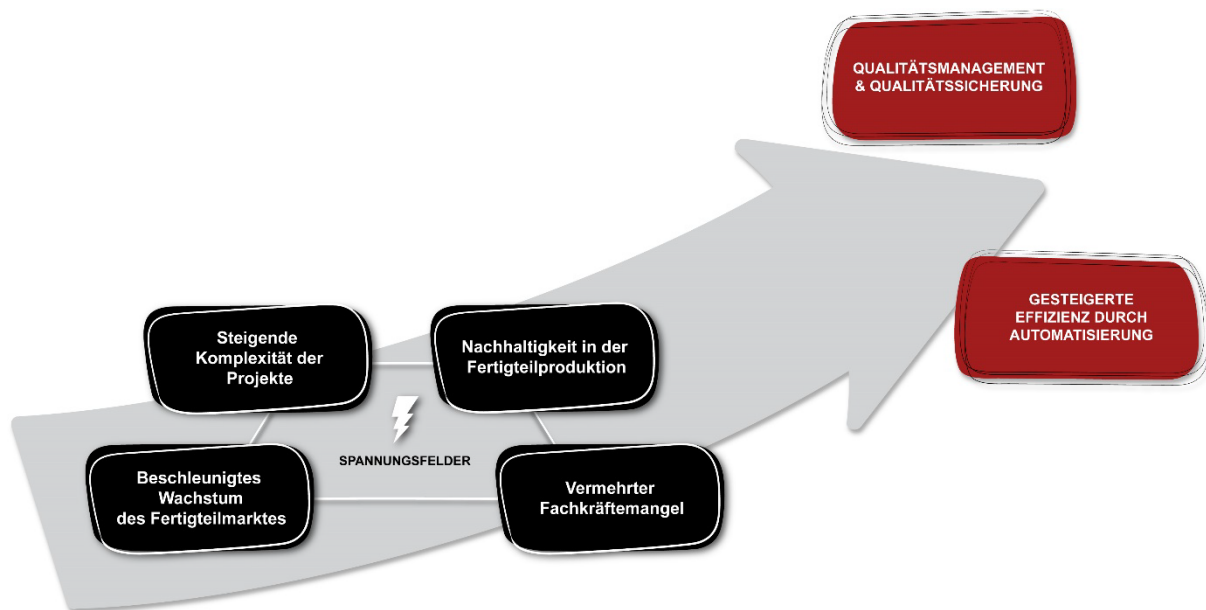 QUALITÄTSMANAGEMENT
& QUALITÄTSSICHERUNG
GESTEIGERTE
EFFIZIENZ DURCH
AUTOMATISIERUNG
Steigende
Komplexität der
Projekte
Nachhaltigkeit in der
Fertigteilproduktion
SPANNUNGSFELDER
Beschleunigtes
Wachstum
des Fertigteilmarktes
Vermehrter
Fachkräftemangel